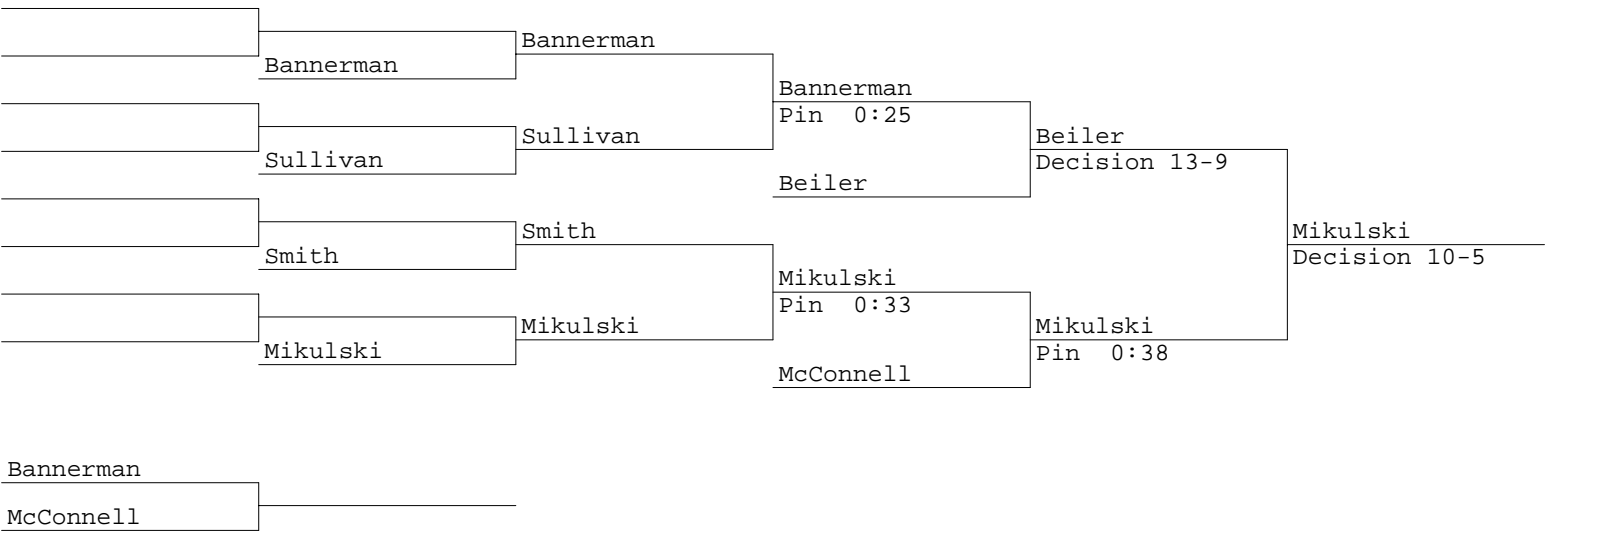 Bannerman
Bannerman
Bannerman
Pin  0:25
Sullivan
Sullivan
Beiler
Decision 13-9
Beiler
Smith
Smith
Mikulski
Decision 10-5
Mikulski
Pin  0:33
Mikulski
Mikulski
Mikulski
Pin  0:38
McConnell
Bannerman
McConnell